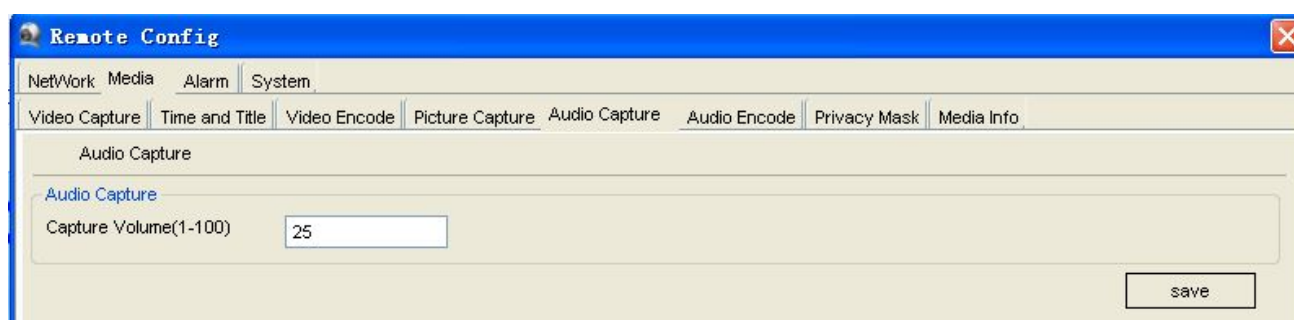 Remote Config
NetWork Media Alarm System
Video Capture Time and Title Video Encode Picture Capture Audio Capture Audio Encode Privacy Mask Media Info
Audio Capture
Audio Capture
Capture Volume(1-100) 25
save